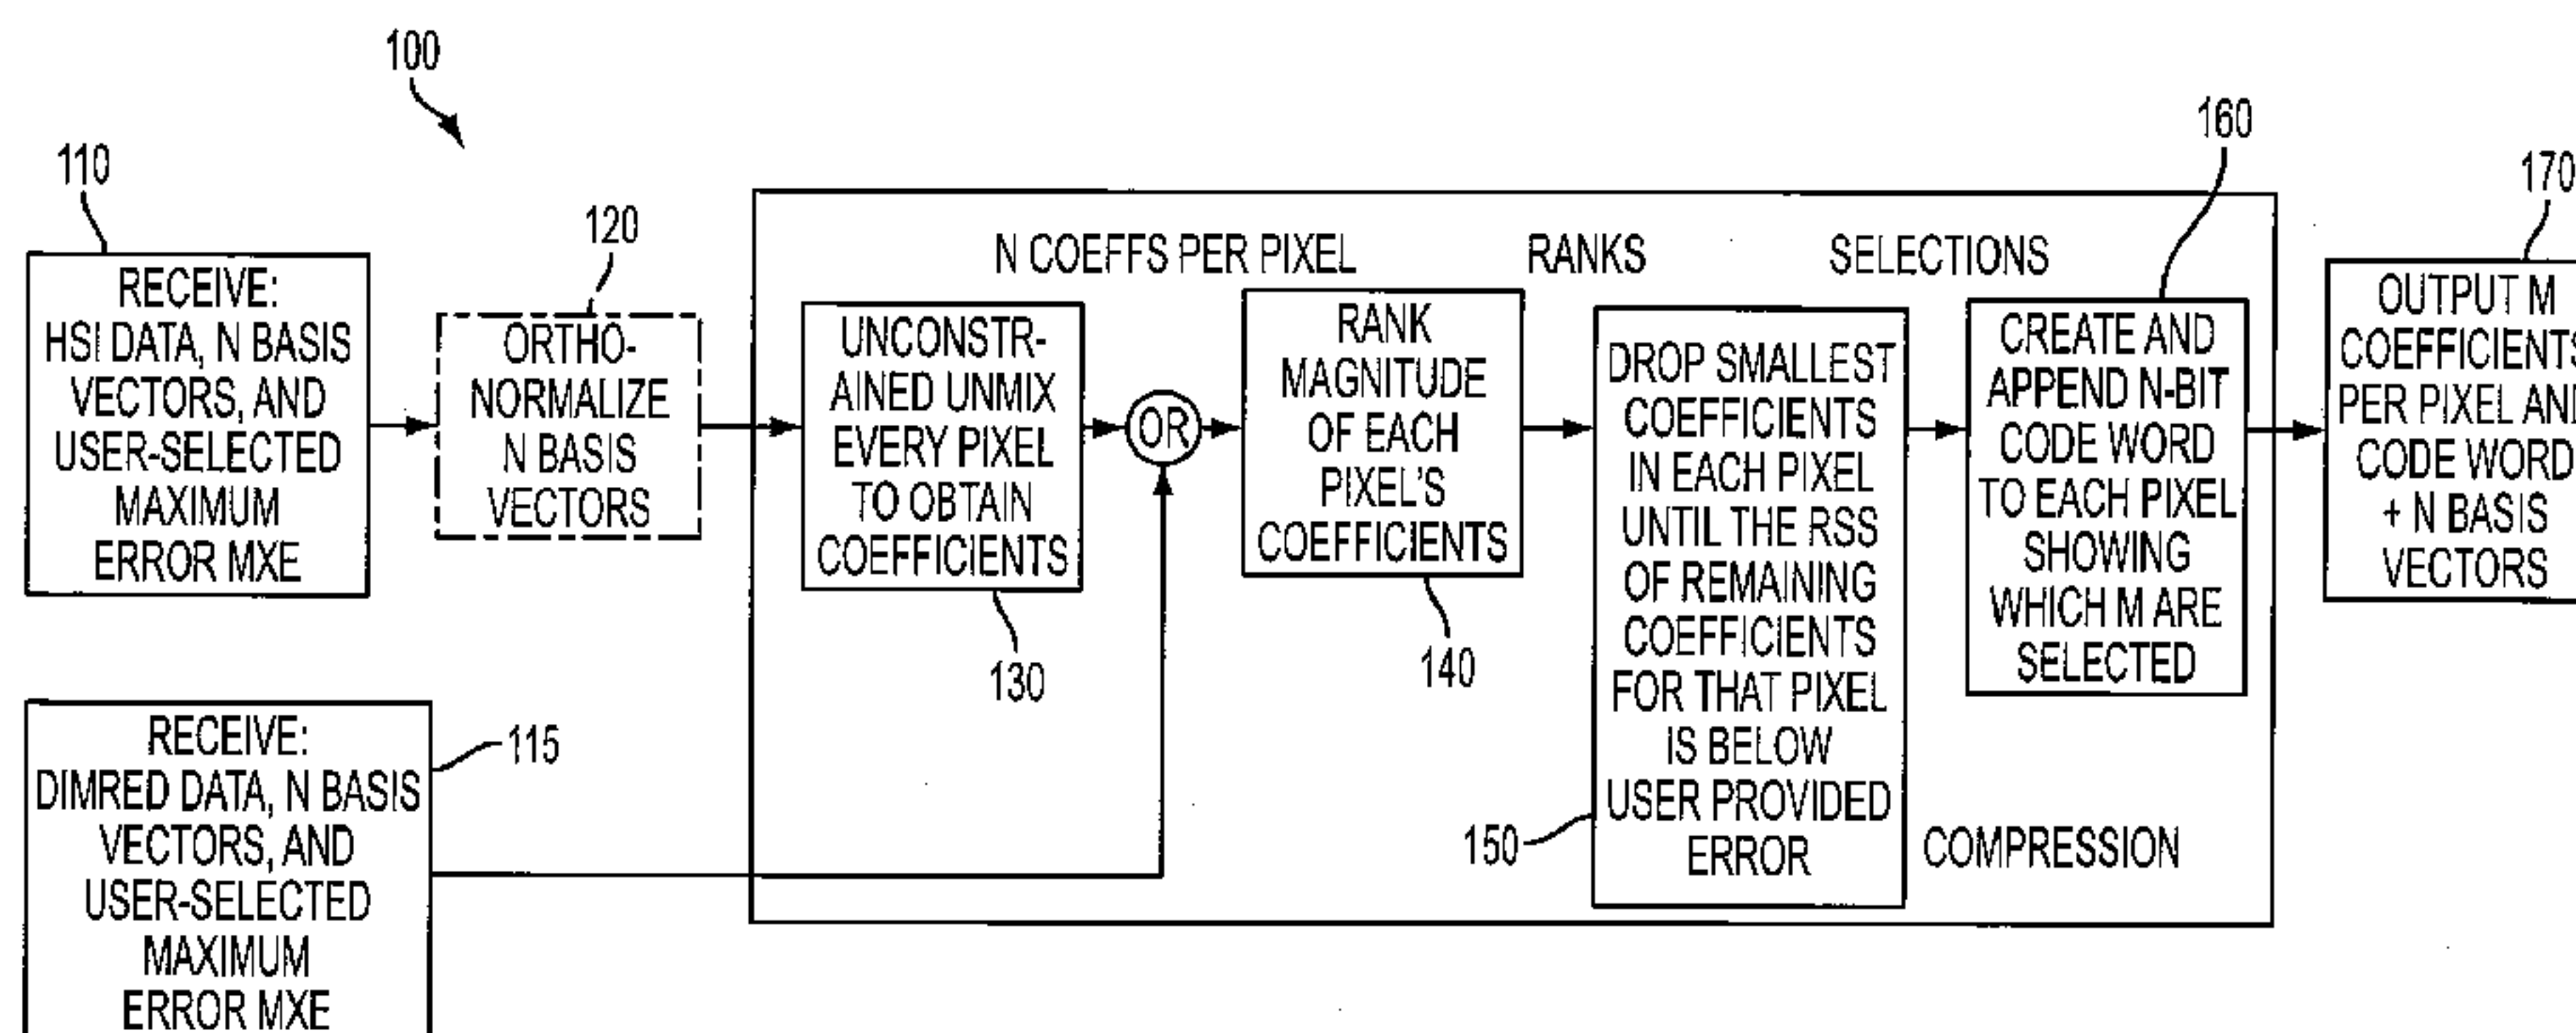 100
110
RECEIVE:
HSI DATA, N BASIS
VECTORS, AND
USER-SELECTED
MAXIMUM
ERROR MXE
120
ORTHO-
NORMALIZE
N BASIS
VECTORS
N COEFFS PER PIXEL
RANKS
SELECTIONS
UNCONSTR-
AINED UNMIX
EVERY PIXEL
TO OBTAIN
COEFFICIENTS
130
OR
RANK
MAGNITUDE
OF EACH
PIXEL'S
COEFFICIENTS
140
DROP SMALLEST
COEFFICIENTS
IN EACH PIXEL
UNTIL THE RSS
OF REMAINING
COEFFICIENTS
FOR THAT PIXEL
IS BELOW
USER PROVIDED
ERROR
150
160
CREATE AND
APPEND N-BIT
CODE WORD
TO EACH PIXEL
SHOWING
WHICH M ARE
SELECTED
COMPRESSION
170
OUTPUT M
COEFFICIENTS
PER PIXEL AND
CODE WORD
+ N BASIS
VECTORS
RECEIVE:
DIMRED DATA, N BASIS
VECTORS, AND
USER-SELECTED
MAXIMUM
ERROR MXE
115